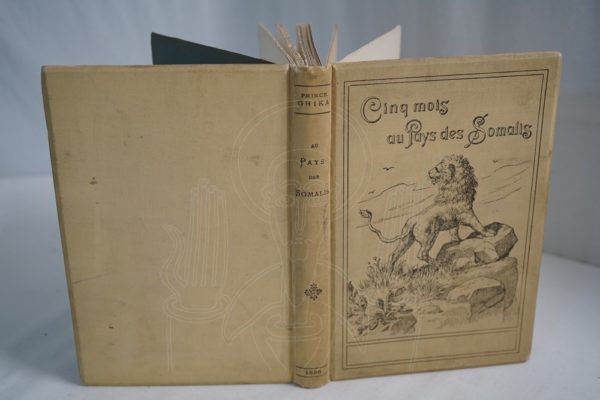 PRINCE
GHIKA
AU
PAYS
DES
SOMALIS
1898
Cinq mois
au Pays des Somalis